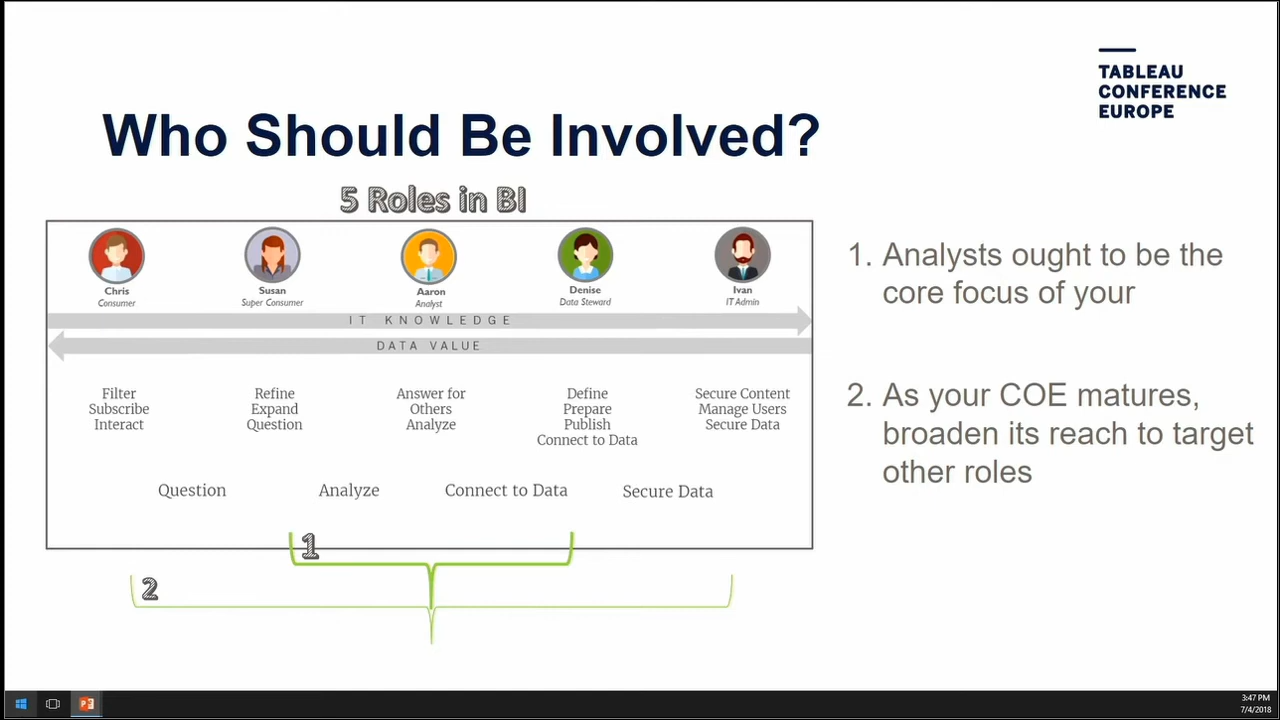 TABLEAU
CONFERENCE
EUROPE
Who Should Be Involved?
5 Roles in BI
Chris
Consumer
Susan
Super Consumer
Aaron
Analyst
Denise
Data Steward
Ivan
IT Admin
IT KNOWLEDGE
DATA VALUE
Filter
Subscribe
Interact
Refine
Expand
Question
Answer for
Others
Analyze
Define
Prepare
Publish
Connect to Data
Secure Content
Manage Users
Secure Data
Question
Analyze
Connect to Data
Secure Data
1
2
1. Analysts ought to be the
core focus of your
2. As your COE matures,
broaden its reach to target
other roles
3:47 PM
7/4/2018